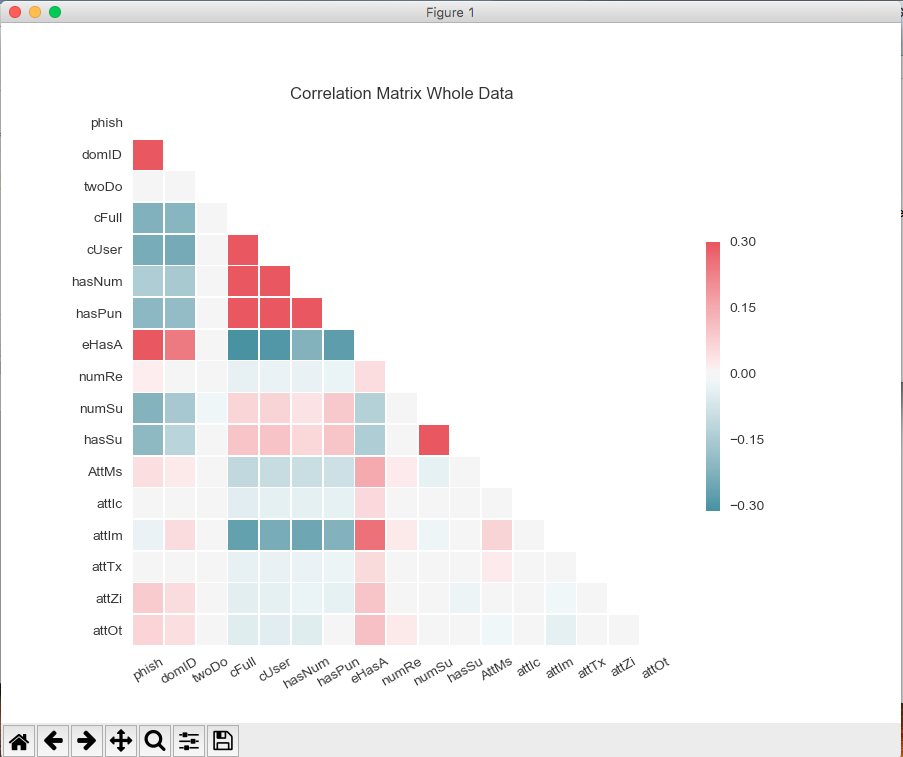 Figure 1
Correlation Matrix Whole Data
phish
domID
twoDo
cFull
cUser
hasNum
hasPun
eHasA
numRe
numSu
hasSu
AttMs
attIc
attIm
attTx
attZi
attOt
0.30
0.15
0.00
−0.15
−0.30
phish domID twoDo cFull cUser hasNum hasPun eHasA numRe numSu hasSu AttMs attIc attIm attTx attZi attOt